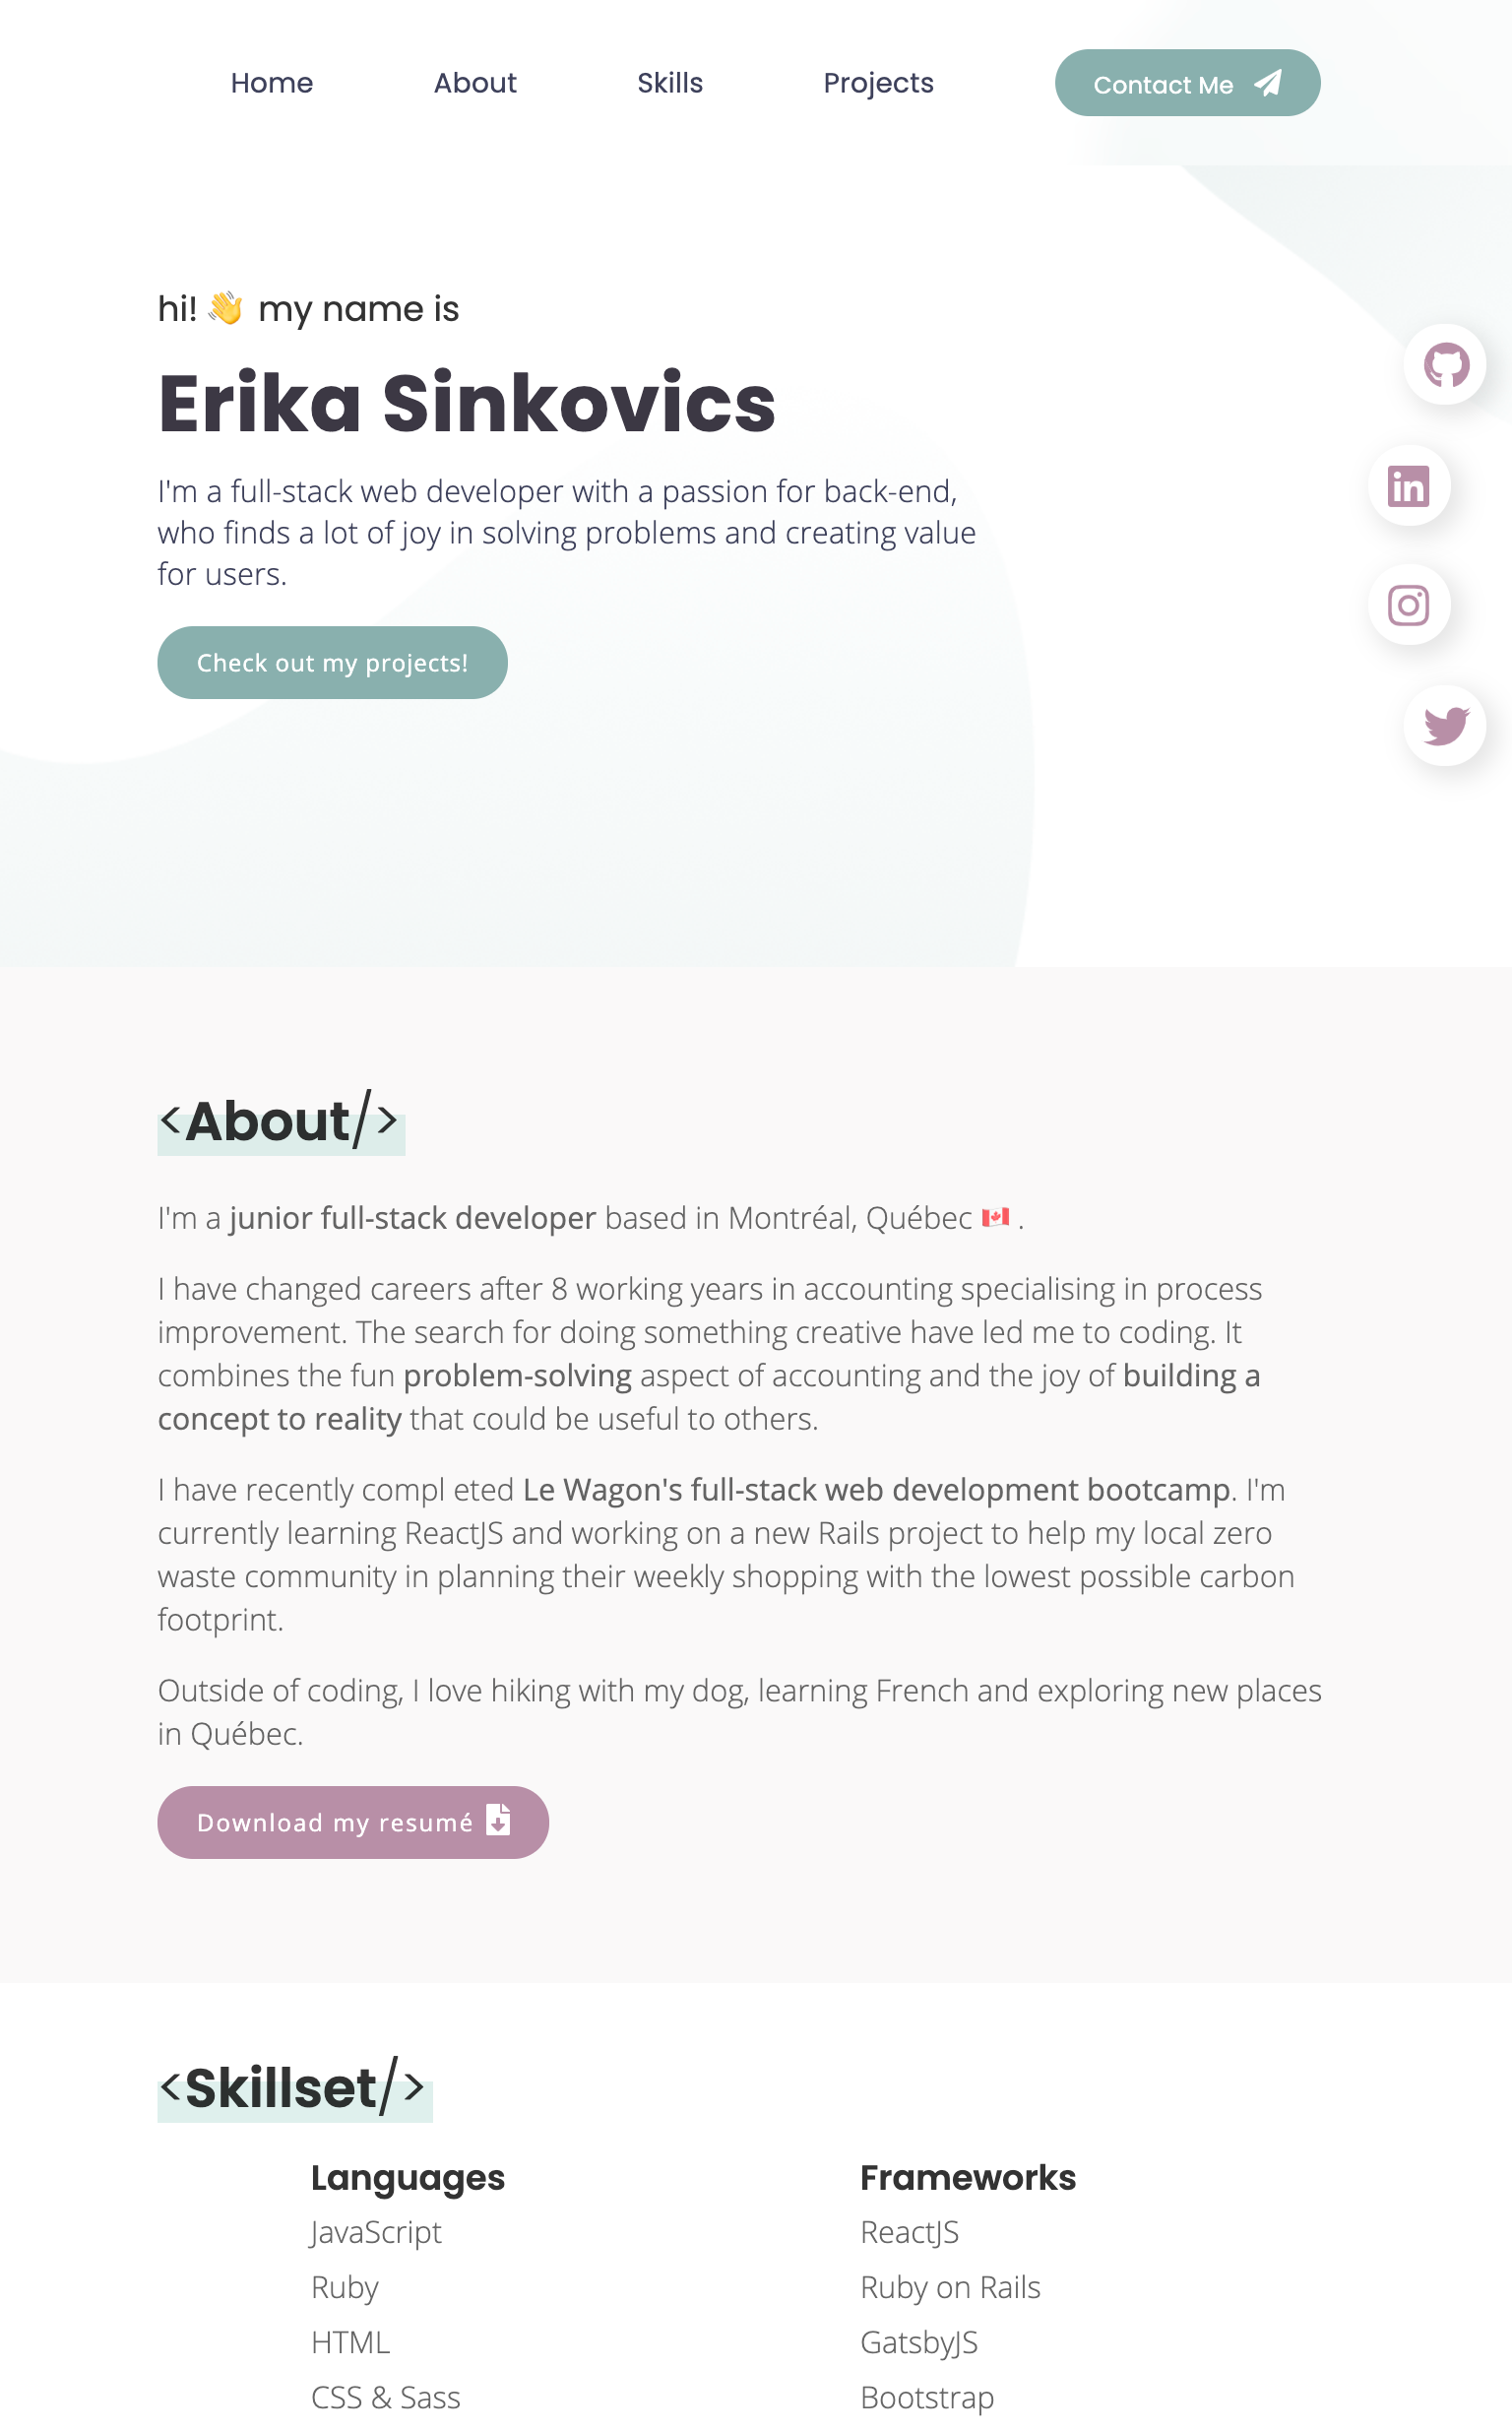 Home About Skills Projects Contact Me
hi! 👋 my name is
Erika Sinkovics
I'm a full-stack web developer with a passion for back-end,
who finds a lot of joy in solving problems and creating value
for users.
Check out my projects!
<About/>
I'm a junior full-stack developer based in Montréal, Québec 🇨🇦 .
I have changed careers after 8 working years in accounting specialising in process
improvement. The search for doing something creative have led me to coding. It
combines the fun problem-solving aspect of accounting and the joy of building a
concept to reality that could be useful to others.
I have recently compl eted Le Wagon's full-stack web development bootcamp. I'm
currently learning ReactJS and working on a new Rails project to help my local zero
waste community in planning their weekly shopping with the lowest possible carbon
footprint.
Outside of coding, I love hiking with my dog, learning French and exploring new places
in Québec.
Download my resumé
<Skillset/>
Languages
JavaScript
Ruby
HTML
CSS & Sass
Frameworks
ReactJS
Ruby on Rails
GatsbyJS
Bootstrap